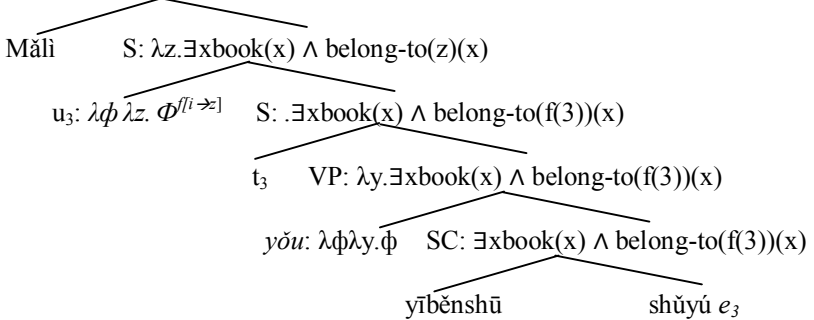 Mǎlì S: λz.∃xbook(x) ∧ belong-to(z)(x)
u₃: λϕ λz. Φᶠ[i→z] S: .∃xbook(x) ∧ belong-to(f(3))(x)
t₃ VP: λy.∃xbook(x) ∧ belong-to(f(3))(x)
yǒu: λϕλy.ϕ SC: ∃xbook(x) ∧ belong-to(f(3))(x)
yīběnshū shǔyú e₃